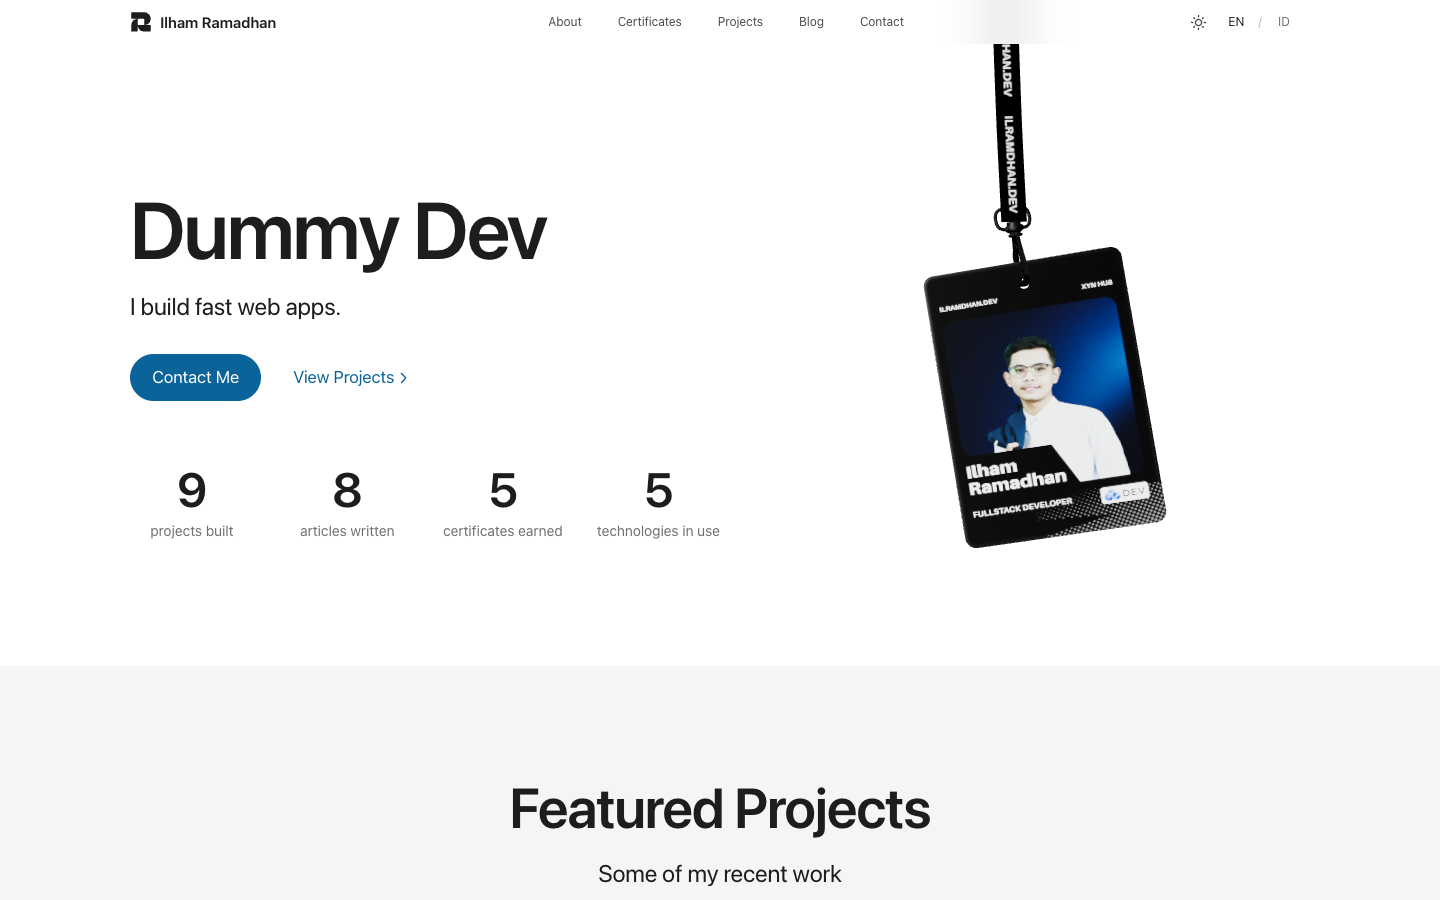 Ilham Ramadhan
About
Certificates
Projects
Blog
Contact
EN / ID
HAN.DEV
ILRAMDHAN.DEV
Dummy Dev
I build fast web apps.
Contact Me
View Projects
9
projects built
8
articles written
5
certificates earned
5
technologies in use
ILRAMDHAN.DEV
XYN HUB
Ilham
Ramadhan
FULLSTACK DEVELOPER
DEV
Featured Projects
Some of my recent work